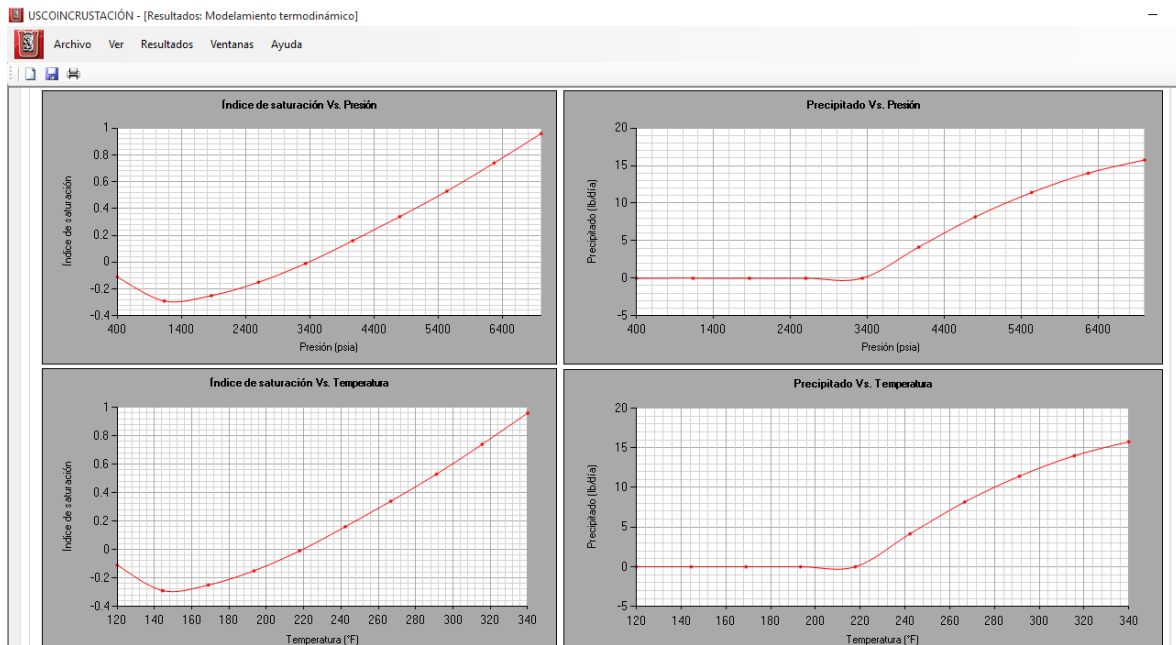 USCOINCRUSTACIÓN - [Resultados: Modelamiento termodinámico]
Archivo Ver Resultados Ventanas Ayuda
Índice de saturación Vs. Presión
1
0.8
0.6
0.4
0.2
0
-0.2
-0.4
Índice de saturación
400 1400 2400 3400 4400 5400 6400
Presión (psia)
Precipitado Vs. Presión
20
15
10
5
0
-5
Precipitado (lb/día)
400 1400 2400 3400 4400 5400 6400
Presión (psia)
Índice de saturación Vs. Temperatura
1
0.8
0.6
0.4
0.2
0
-0.2
-0.4
Índice de saturación
120 140 160 180 200 220 240 260 280 300 320 340
Temperatura (°F)
Precipitado Vs. Temperatura
20
15
10
5
0
-5
Precipitado (lb/día)
120 140 160 180 200 220 240 260 280 300 320 340
Temperatura (°F)